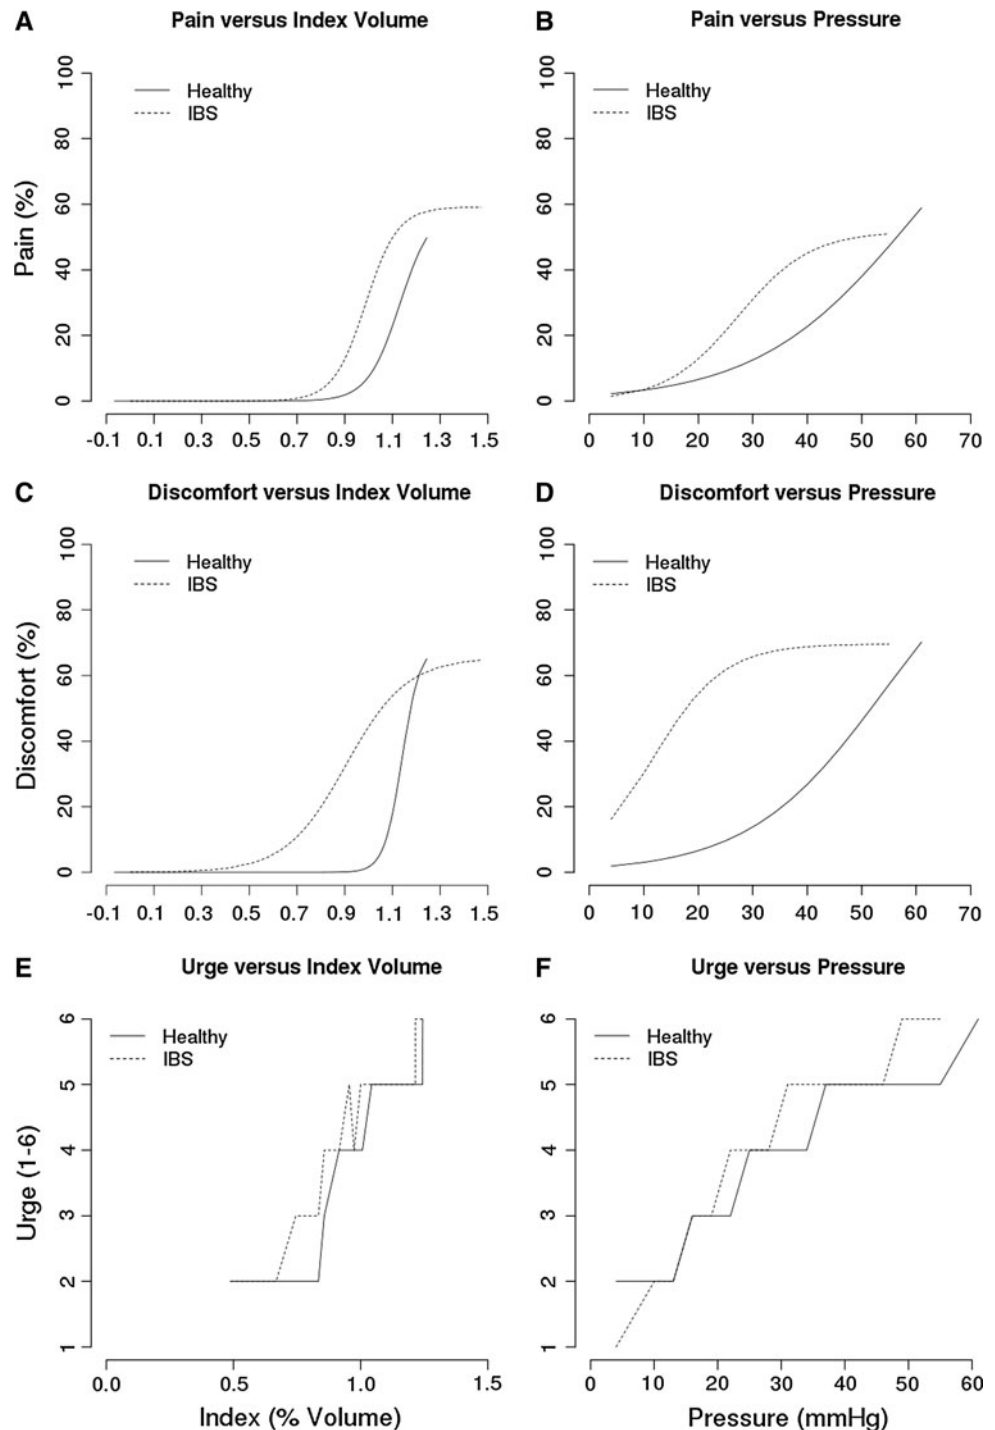 A Pain versus Index Volume
Pain (%)
100
80
60
40
20
0
Healthy
IBS
-0.1 0.1 0.3 0.5 0.7 0.9 1.1 1.3 1.5
B Pain versus Pressure
100
80
60
40
20
0
Healthy
IBS
0 10 20 30 40 50 60 70
C Discomfort versus Index Volume
Discomfort (%)
100
80
60
40
20
0
Healthy
IBS
-0.1 0.1 0.3 0.5 0.7 0.9 1.1 1.3 1.5
D Discomfort versus Pressure
100
80
60
40
20
0
Healthy
IBS
0 10 20 30 40 50 60 70
E Urge versus Index Volume
Urge (1-6)
6
5
4
3
2
1
Healthy
IBS
0.0 0.5 1.0 1.5
Index (% Volume)
F Urge versus Pressure
6
5
4
3
2
1
Healthy
IBS
0 10 20 30 40 50 60
Pressure (mmHg)